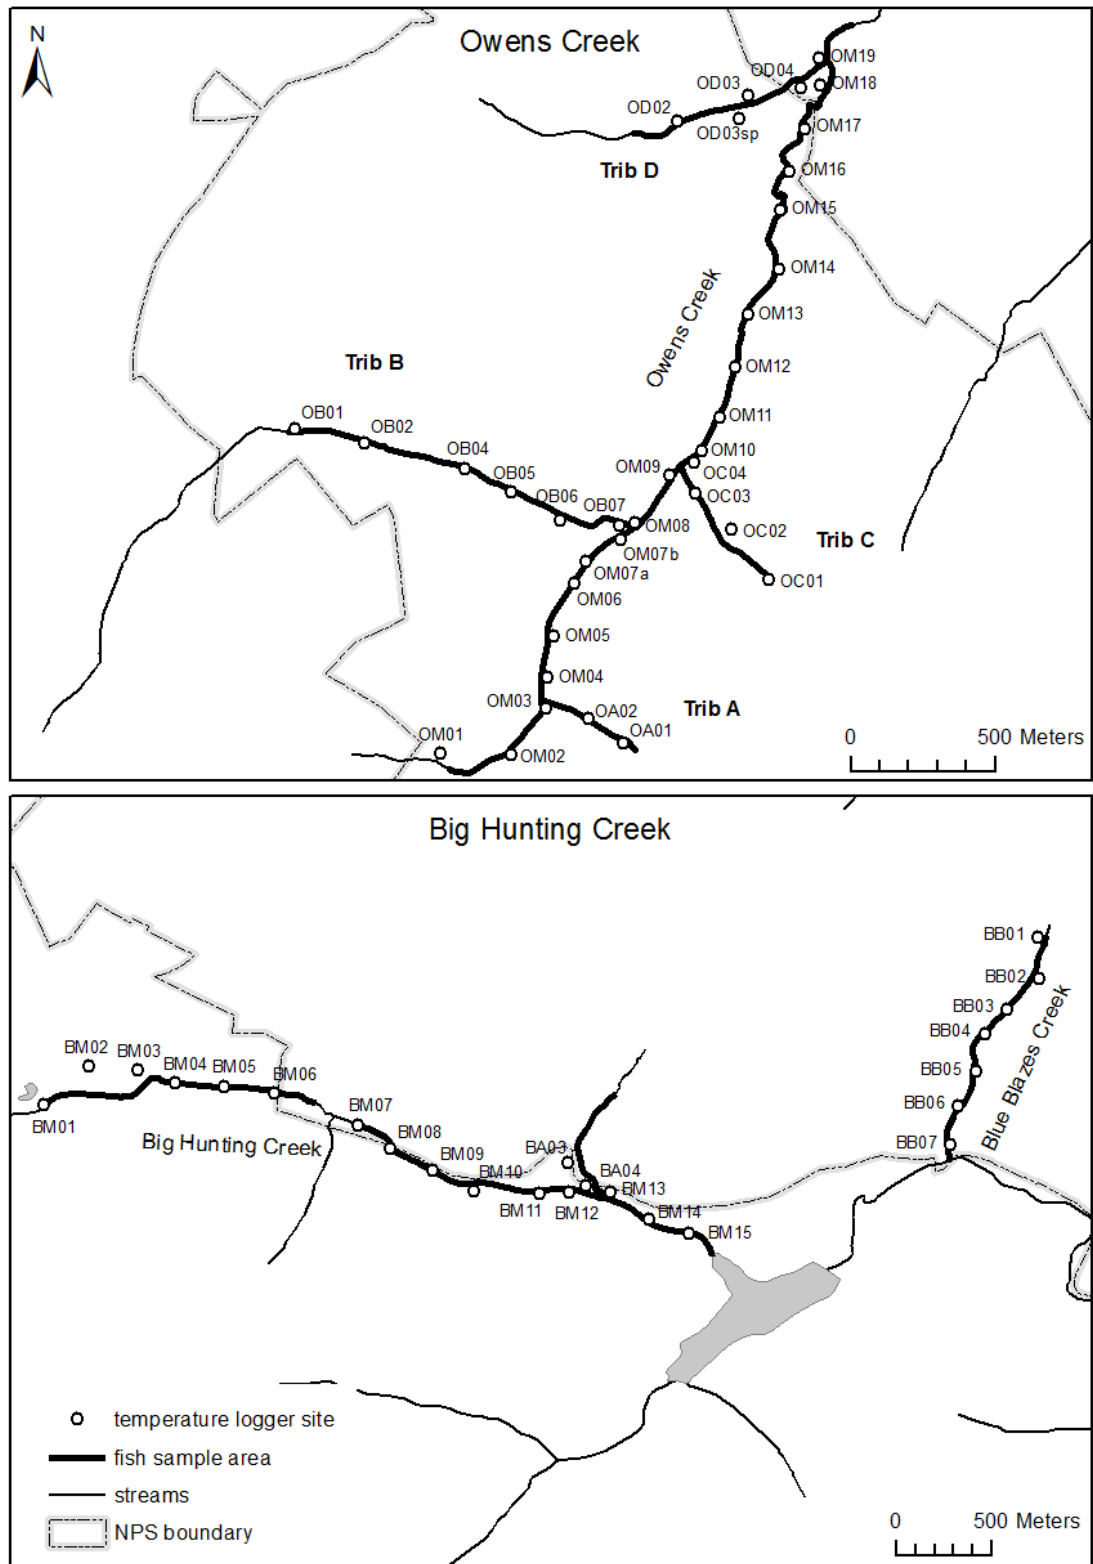 Owens Creek
N
OM19
OD04
OM18
OD03
OD02
OD03sp
OM17
Trib D
OM16
OM15
OM14
Owens Creek
OM13
Trib B
OM12
OB01
OM11
OB02
OM10
OB04
OC04
OM09
OB05
OC03
OB06
OB07
OM08
OC02
Trib C
OM07b
OM07a
OC01
OM06
OM05
OM04
OM03
OA02
Trib A
OA01
OM01
OM02
0 500 Meters
Big Hunting Creek
BB01
BB02
BB03
Blue Blazes Creek
BB04
BM02
BM03
BM04
BM05
BB05
BM06
BB06
BM01
BM07
Big Hunting Creek
BM08
BB07
BM09
BA03
BM10
BA04
BM13
BM11
BM12
BM14
BM15
temperature logger site
fish sample area
streams
NPS boundary
0 500 Meters